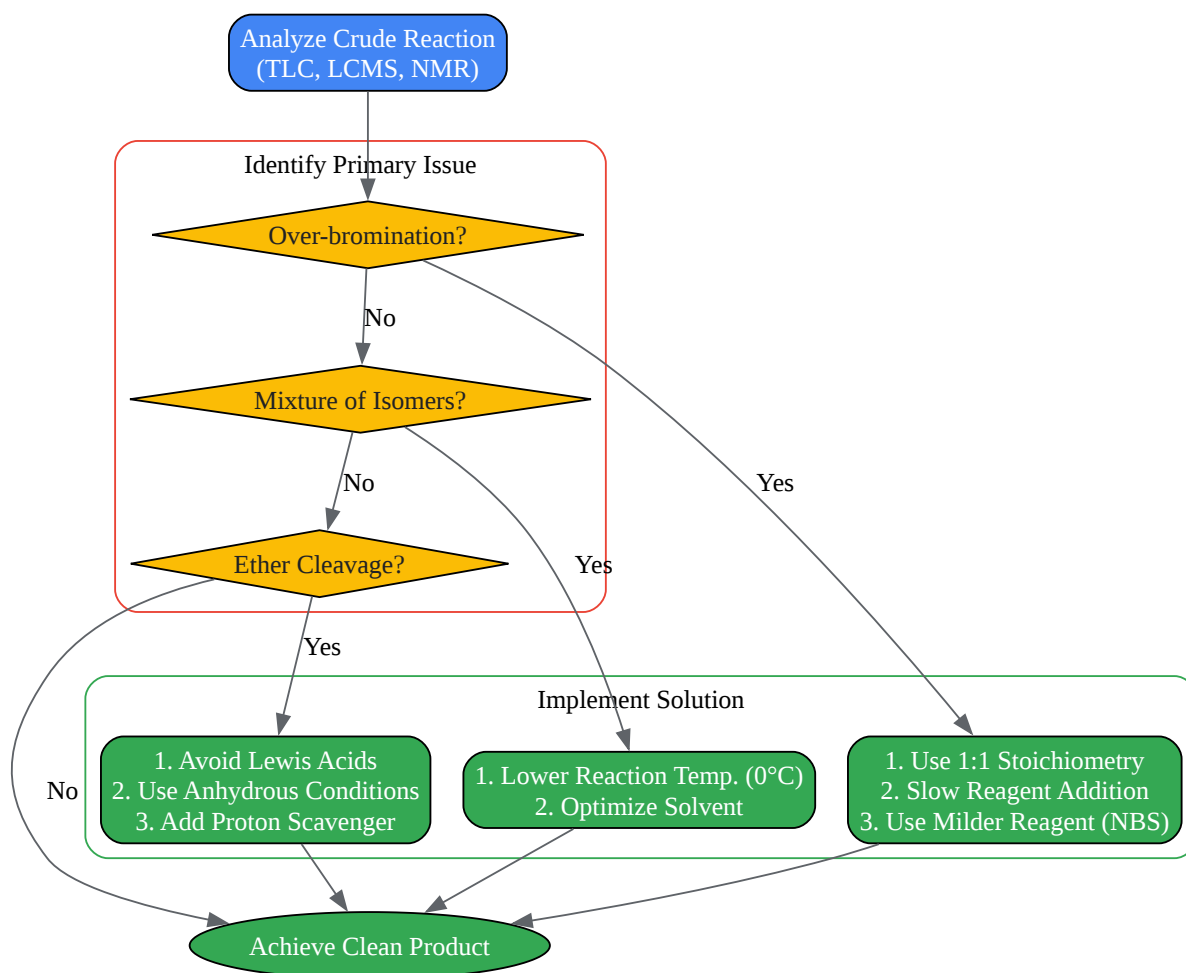 Analyze Crude Reaction
(TLC, LCMS, NMR)
Identify Primary Issue
Over-bromination?
No
Mixture of Isomers?
No
Yes
Ether Cleavage?
Yes
Yes
Implement Solution
1. Avoid Lewis Acids
2. Use Anhydrous Conditions
3. Add Proton Scavenger
1. Lower Reaction Temp. (0°C)
2. Optimize Solvent
1. Use 1:1 Stoichiometry
2. Slow Reagent Addition
3. Use Milder Reagent (NBS)
No
Achieve Clean Product